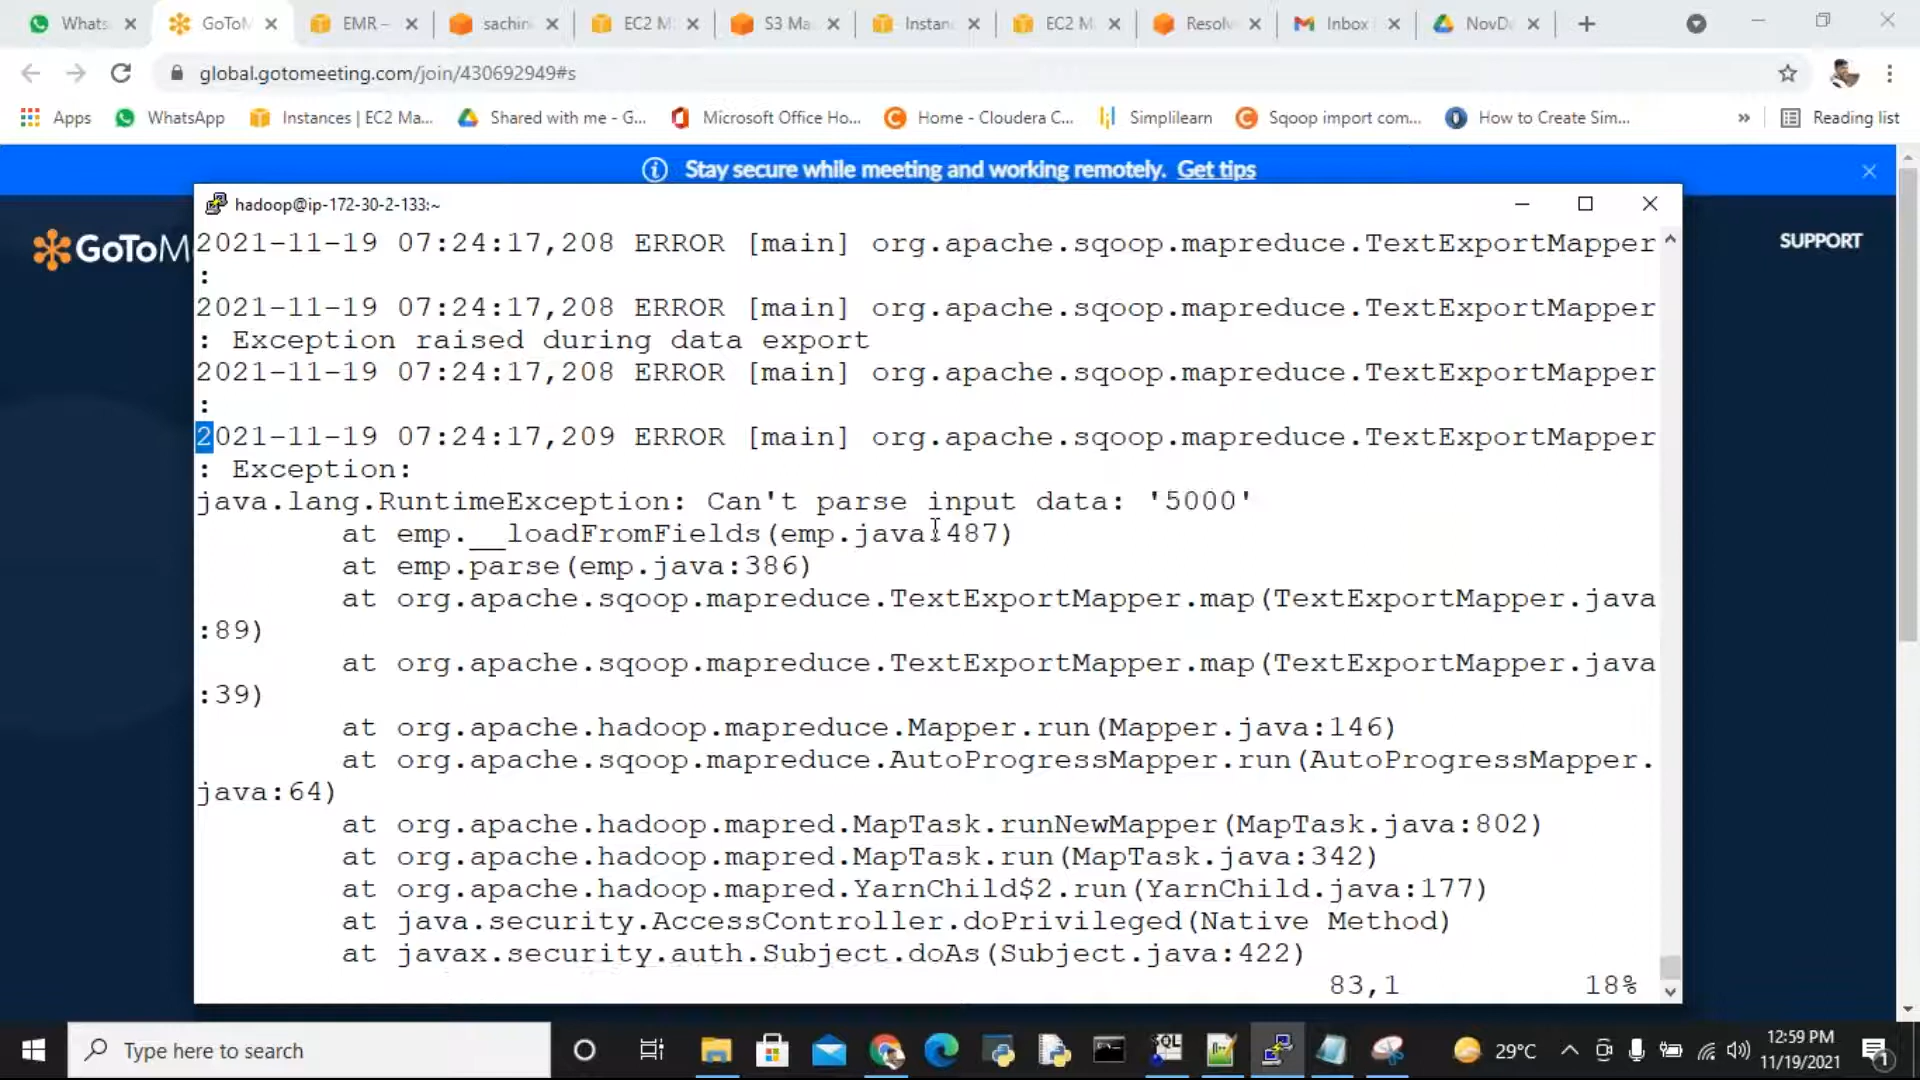 Whats
GoToM
EMR –
sachin
EC2 M
S3 Ma
Instan
EC2 M
Resol
Inbox
NovD
global.gotomeeting.com/join/430692949#s
Apps
WhatsApp
Instances | EC2 Ma...
Shared with me - G...
Microsoft Office Ho...
Home - Cloudera C...
Simplilearn
Sqoop import com...
How to Create Sim...
»
Reading list
Stay secure while meeting and working remotely. Get tips
hadoop@ip-172-30-2-133:~
GoToM
SUPPORT
2021-11-19 07:24:17,208 ERROR [main] org.apache.sqoop.mapreduce.TextExportMapper
:
2021-11-19 07:24:17,208 ERROR [main] org.apache.sqoop.mapreduce.TextExportMapper
: Exception raised during data export
2021-11-19 07:24:17,208 ERROR [main] org.apache.sqoop.mapreduce.TextExportMapper
:
2021-11-19 07:24:17,209 ERROR [main] org.apache.sqoop.mapreduce.TextExportMapper
: Exception:
java.lang.RuntimeException: Can't parse input data: '5000'
at emp.__loadFromFields(emp.java:487)
at emp.parse(emp.java:386)
at org.apache.sqoop.mapreduce.TextExportMapper.map(TextExportMapper.java
:89)
at org.apache.sqoop.mapreduce.TextExportMapper.map(TextExportMapper.java
:39)
at org.apache.hadoop.mapreduce.Mapper.run(Mapper.java:146)
at org.apache.sqoop.mapreduce.AutoProgressMapper.run(AutoProgressMapper.
java:64)
at org.apache.hadoop.mapred.MapTask.runNewMapper(MapTask.java:802)
at org.apache.hadoop.mapred.MapTask.run(MapTask.java:342)
at org.apache.hadoop.mapred.YarnChild$2.run(YarnChild.java:177)
at java.security.AccessController.doPrivileged(Native Method)
at javax.security.auth.Subject.doAs(Subject.java:422)
83,1 18%
Type here to search
29°C
12:59 PM
11/19/2021
1